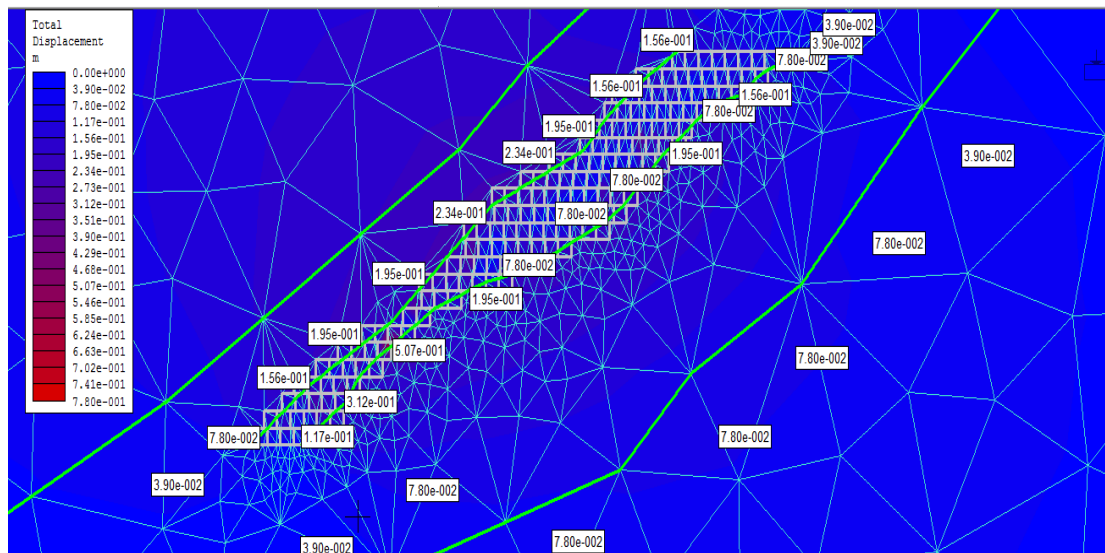 Total
Displacement
m
0.00e+000
3.90e-002
7.80e-002
1.17e-001
1.56e-001
1.95e-001
2.34e-001
2.73e-001
3.12e-001
3.51e-001
3.90e-001
4.29e-001
4.68e-001
5.07e-001
5.46e-001
5.85e-001
6.24e-001
6.63e-001
7.02e-001
7.41e-001
7.80e-001
3.90e-002
1.56e-001
3.90e-002
7.80e-002
1.56e-001
1.56e-001
7.80e-002
1.95e-001
2.34e-001
1.95e-001
3.90e-002
7.80e-002
2.34e-001
7.80e-002
7.80e-002
7.80e-002
1.95e-001
1.95e-001
1.95e-001
5.07e-001
7.80e-002
1.56e-001
3.12e-001
7.80e-002
1.17e-001
7.80e-002
3.90e-002
7.80e-002
3.90e-002
7.80e-002